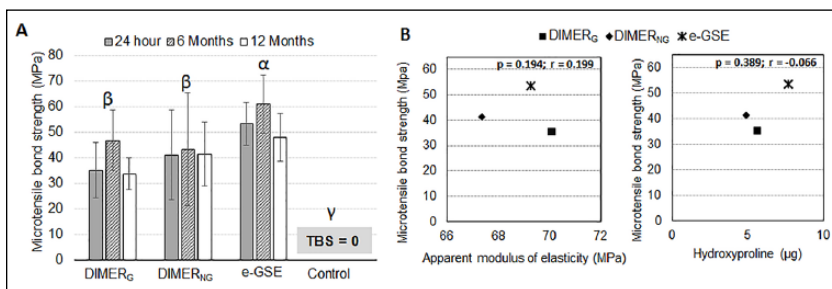 A
24 hour 6 Months 12 Months
Microtensile bond strength (MPa)
80
70
60
50
40
30
20
10
0
β
β
α
γ
TBS = 0
DIMERG DIMERNG e-GSE Control
B
DIMERG DIMERNG e-GSE
Microtensile bond strength (Mpa)
60
50
40
30
20
10
0
p = 0.194; r = 0.199
66 68 70 72
Apparent modulus of elasticity (MPa)
Microtensile bond strength (MPa)
60
50
40
30
20
10
0
p = 0.389; r = -0.066
0 5 10
Hydroxyproline (µg)